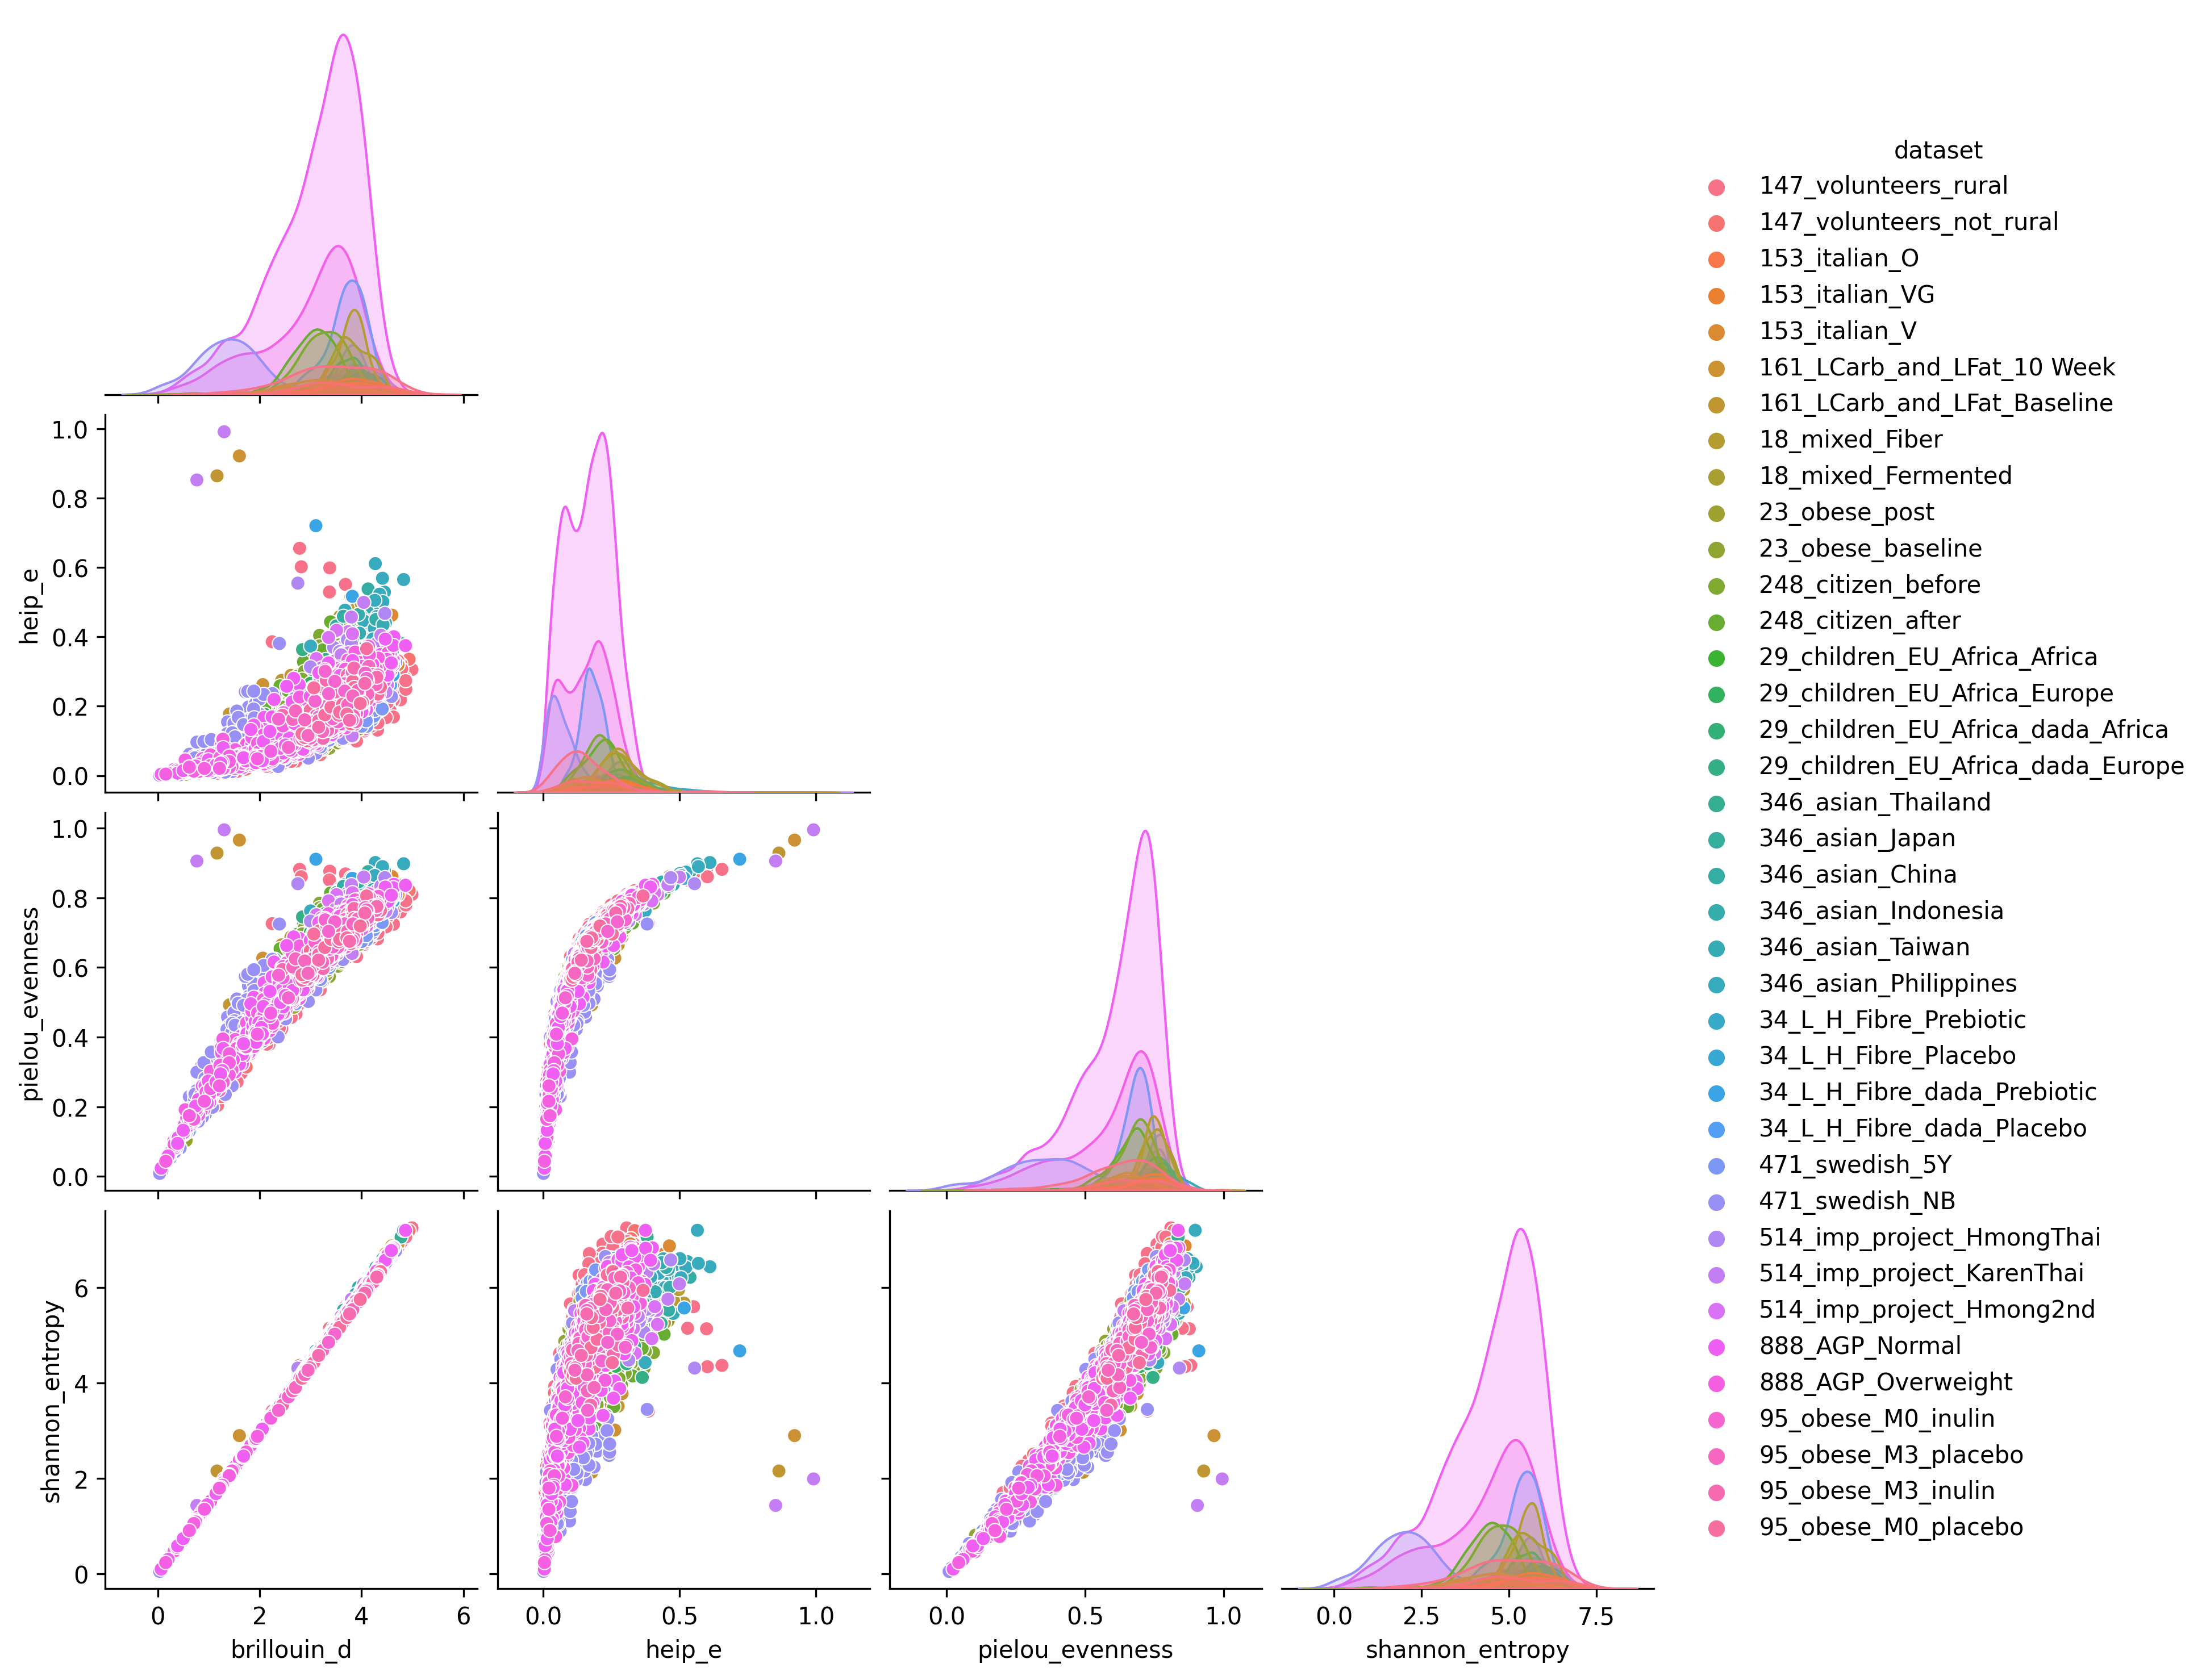 dataset
147_volunteers_rural
147_volunteers_not_rural
153_italian_O
153_italian_VG
153_italian_V
161_LCarb_and_LFat_10 Week
161_LCarb_and_LFat_Baseline
18_mixed_Fiber
18_mixed_Fermented
23_obese_post
23_obese_baseline
248_citizen_before
248_citizen_after
29_children_EU_Africa_Africa
29_children_EU_Africa_Europe
29_children_EU_Africa_dada_Africa
29_children_EU_Africa_dada_Europe
346_asian_Thailand
346_asian_Japan
346_asian_China
346_asian_Indonesia
346_asian_Taiwan
346_asian_Philippines
34_L_H_Fibre_Prebiotic
34_L_H_Fibre_Placebo
34_L_H_Fibre_dada_Prebiotic
34_L_H_Fibre_dada_Placebo
471_swedish_5Y
471_swedish_NB
514_imp_project_HmongThai
514_imp_project_KarenThai
514_imp_project_Hmong2nd
888_AGP_Normal
888_AGP_Overweight
95_obese_M0_inulin
95_obese_M3_placebo
95_obese_M3_inulin
95_obese_M0_placebo
heip_e
1.0
0.8
0.6
0.4
0.2
0.0
pielou_evenness
1.0
0.8
0.6
0.4
0.2
0.0
shannon_entropy
6
4
2
0
0 2 4 6
brillouin_d
0.0 0.5 1.0
heip_e
0.0 0.5 1.0
pielou_evenness
0.0 2.5 5.0 7.5
shannon_entropy